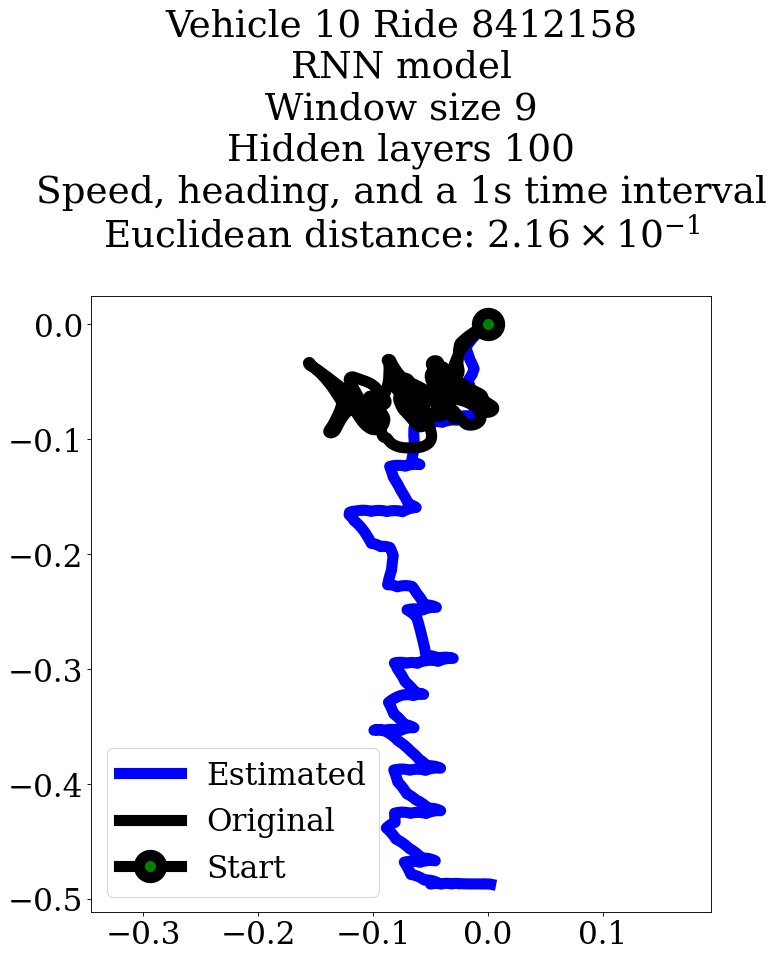 Vehicle 10 Ride 8412158
RNN model
Window size 9
Hidden layers 100
Speed, heading, and a 1s time interval
Euclidean distance: 2.16 × 10⁻¹
0.0
−0.1
−0.2
−0.3
−0.4
−0.5
Estimated
Original
Start
−0.3 −0.2 −0.1 0.0 0.1